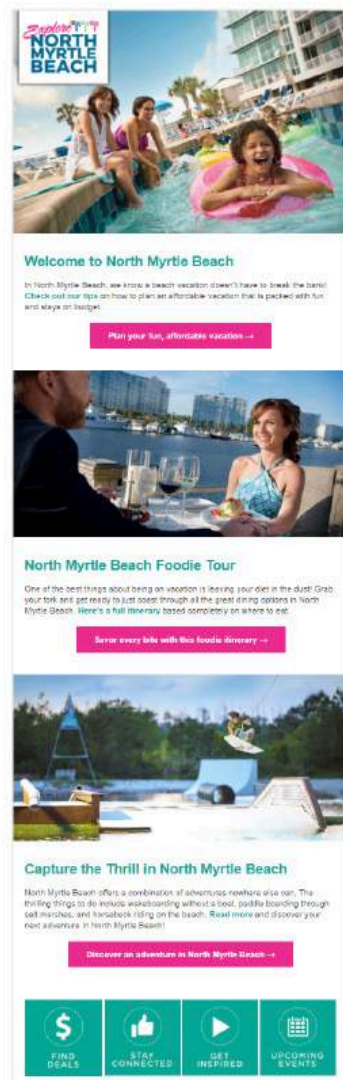 Explore
NORTH
MYRTLE
BEACH
Welcome to North Myrtle Beach
In North Myrtle Beach, we know a beach vacation doesn't have to break the bank!
Check out our tips on how to plan an affordable vacation that is packed with fun
and stays on budget.
Plan your fun, affordable vacation →
North Myrtle Beach Foodie Tour
One of the best things about being on vacation is leaving your diet in the dust! Grab
your fork and get ready to just coast through all the great dining options in North
Myrtle Beach. Here's a full itinerary based completely on where to eat.
Savor every bite with this foodie itinerary →
Capture the Thrill in North Myrtle Beach
North Myrtle Beach offers a combination of adventures nowhere else can. The
thrilling things to do include wakeboarding without a boat, paddle boarding through
salt marshes, and horseback riding on the beach. Read more and discover your
next adventure in North Myrtle Beach!
Discover an adventure in North Myrtle Beach →
$
FIND
DEALS
STAY
CONNECTED
GET
INSPIRED
UPCOMING
EVENTS